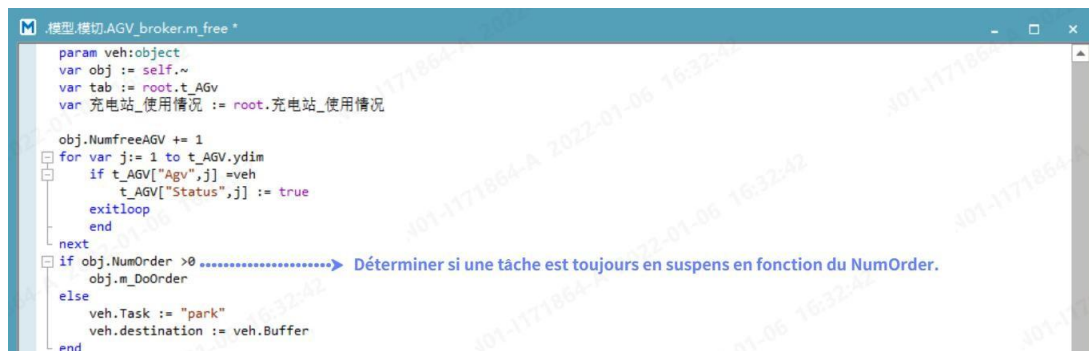 .模型.模切.AGV_broker.m_free *
param veh:object
var obj := self.~
var tab := root.t_AGv
var 充电站_使用情况 := root.充电站_使用情况
obj.NumfreeAGV += 1
for var j:= 1 to t_AGV.ydim
if t_AGV["Agv",j] =veh
t_AGV["Status",j] := true
exitloop
end
next
if obj.NumOrder >0 Déterminer si une tâche est toujours en suspens en fonction du NumOrder.
obj.m_DoOrder
else
veh.Task := "park"
veh.destination := veh.Buffer
end